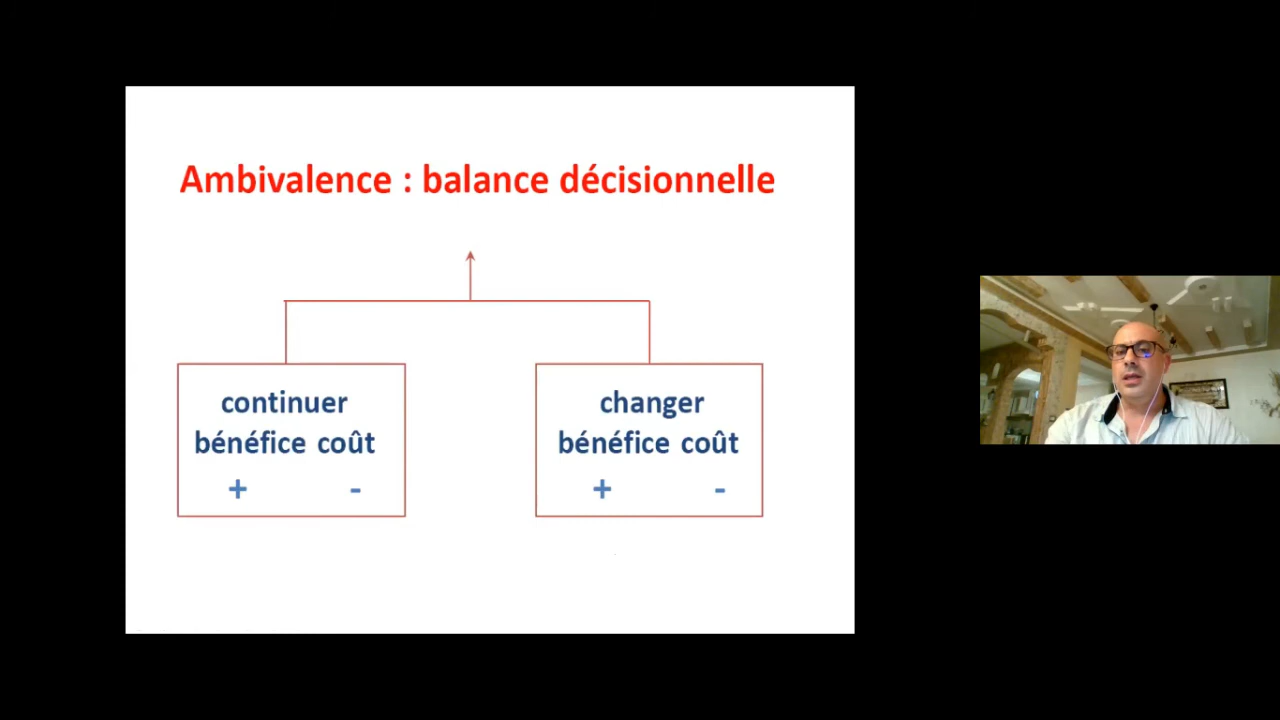 Ambivalence : balance décisionnelle
continuer
bénéfice coût
+ -
changer
bénéfice coût
+ -